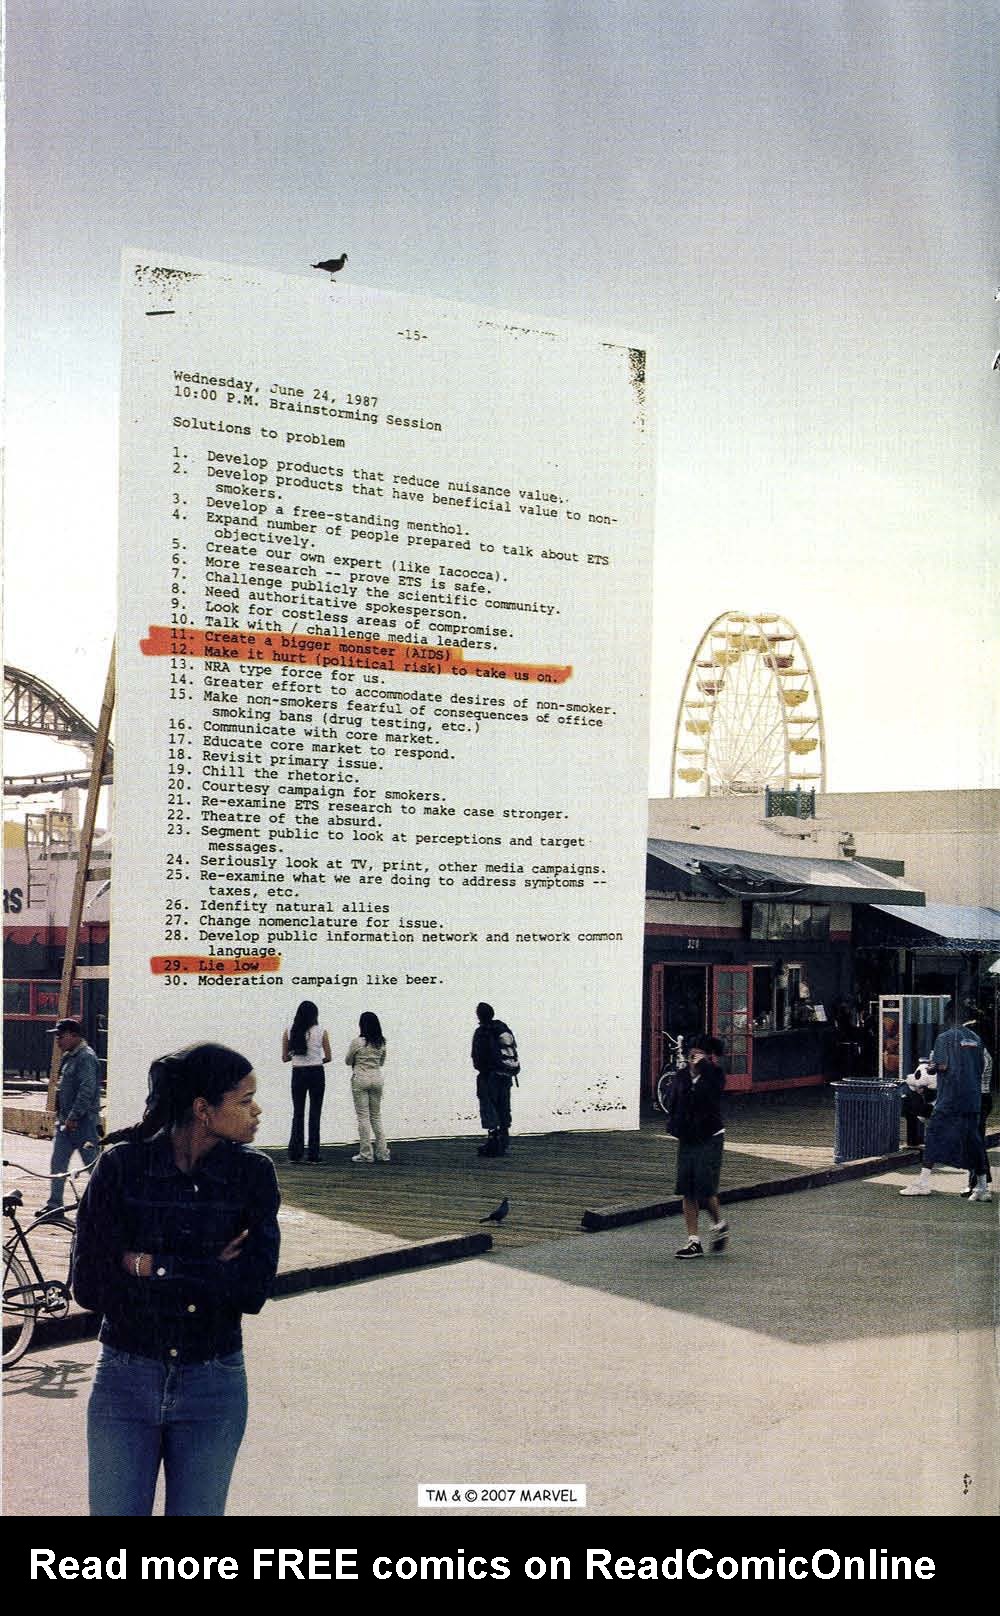 -15-
Wednesday, June 24, 1987
10:00 P.M. Brainstorming Session
Solutions to problem
1. Develop products that reduce nuisance value.
2. Develop products that have beneficial value to non-
smokers.
3. Develop a free-standing menthol.
4. Expand number of people prepared to talk about ETS
objectively.
5. Create our own expert (like Iacocca).
6. More research -- prove ETS is safe.
7. Challenge publicly the scientific community.
8. Need authoritative spokesperson.
9. Look for costless areas of compromise.
10. Talk with / challenge media leaders.
11. Create a bigger monster (AIDS)
12. Make it hurt (political risk) to take us on.
13. NRA type force for us.
14. Greater effort to accommodate desires of non-smoker.
15. Make non-smokers fearful of consequences of office
smoking bans (drug testing, etc.)
16. Communicate with core market.
17. Educate core market to respond.
18. Revisit primary issue.
19. Chill the rhetoric.
20. Courtesy campaign for smokers.
21. Re-examine ETS research to make case stronger.
22. Theatre of the absurd.
23. Segment public to look at perceptions and target
messages.
24. Seriously look at TV, print, other media campaigns.
25. Re-examine what we are doing to address symptoms --
taxes, etc.
26. Idenfity natural allies
27. Change nomenclature for issue.
28. Develop public information network and network common
language.
29. Lie low
30. Moderation campaign like beer.
RS
TM & © 2007 MARVEL
Read more FREE comics on ReadComicOnline